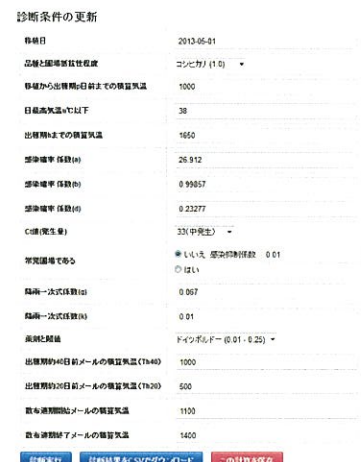 診断条件の更新
移植日 2013-05-01
品種と圃場抵抗性程度 コシヒカリ (1.0)
移植から出穂期p日前までの積算気温 1000
日最高気温u℃以下 38
出穂期hまでの積算気温 1650
感染確率 係数(a) 26.912
感染確率 係数(b) 0.99857
感染確率 係数(d) 0.23277
Ct値(発生量) 33(中発生)
常発圃場である いいえ 感染抑制係数 0.01
はい
降雨一次式係数(g) 0.067
降雨一次式係数(k) 0.01
薬剤と閾値 ドイツボルドー (0.01 - 0.25)
出穂期約40日前メールの積算気温(Th40) 1000
出穂期約20日前メールの積算気温(Th20) 500
散布適期開始メールの積算気温 1100
散布適期終了メールの積算気温 1400
診断実行 診断結果をCSVでダウンロード この計算を保存